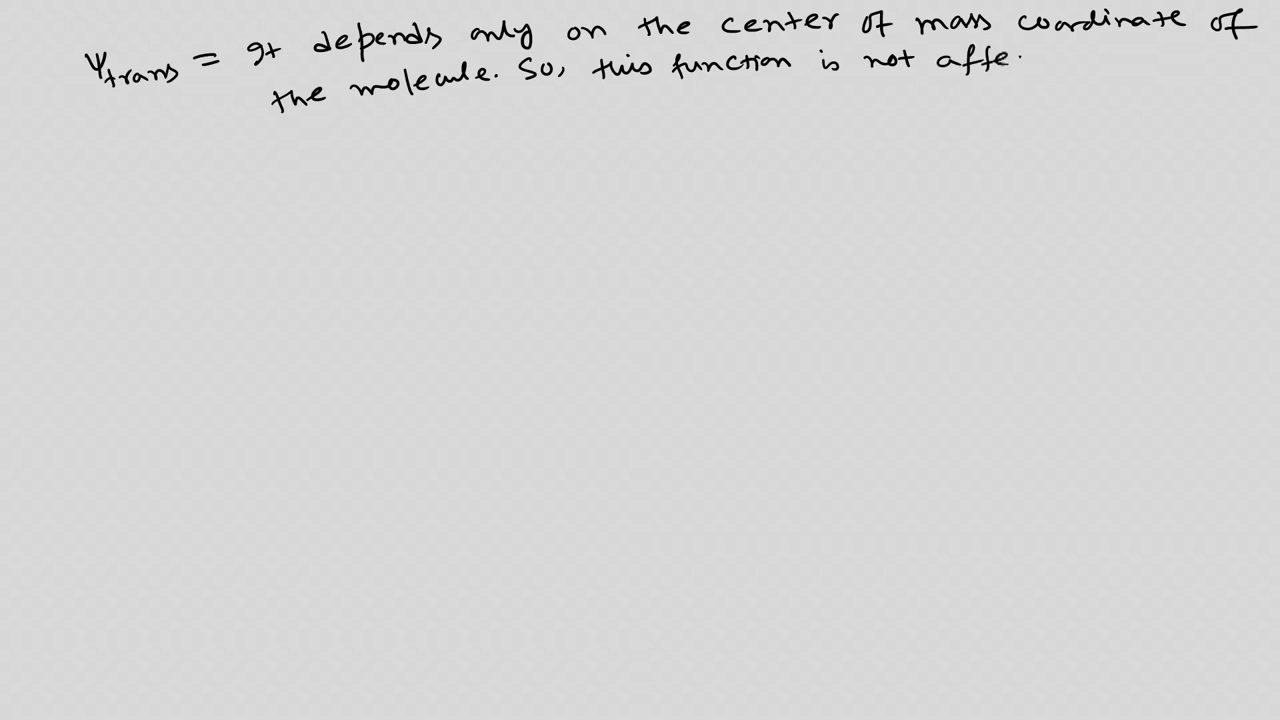 Ψtrans = It depends only on the center of mass coordinate of
the molecule. So, this function is not affe.